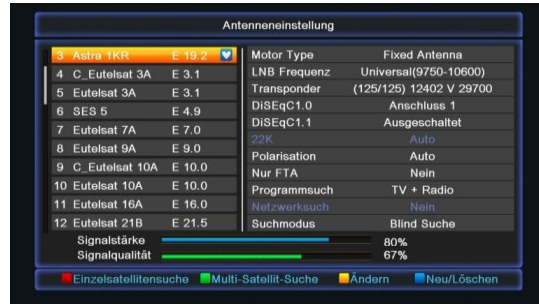 Antenneneinstellung
3 Astra 1KR E 19.2
4 C_Eutelsat 3A E 3.1
5 Eutelsat 3A E 3.1
6 SES 5 E 4.9
7 Eutelsat 7A E 7.0
8 Eutelsat 9A E 9.0
9 C_Eutelsat 10A E 10.0
10 Eutelsat 10A E 10.0
11 Eutelsat 16A E 16.0
12 Eutelsat 21B E 21.5
Motor Type Fixed Antenna
LNB Frequenz Universal(9750-10600)
Transponder (125/125) 12402 V 29700
DiSEqC1.0 Anschluss 1
DiSEqC1.1 Ausgeschaltet
22K Auto
Polarisation Auto
Nur FTA Nein
Programmsuch TV + Radio
Netzwerksuch Nein
Suchmodus Blind Suche
Signalstärke 80%
Signalqualität 67%
Einzelsatellitensuche Multi-Satellit-Suche Ändern Neu/Löschen